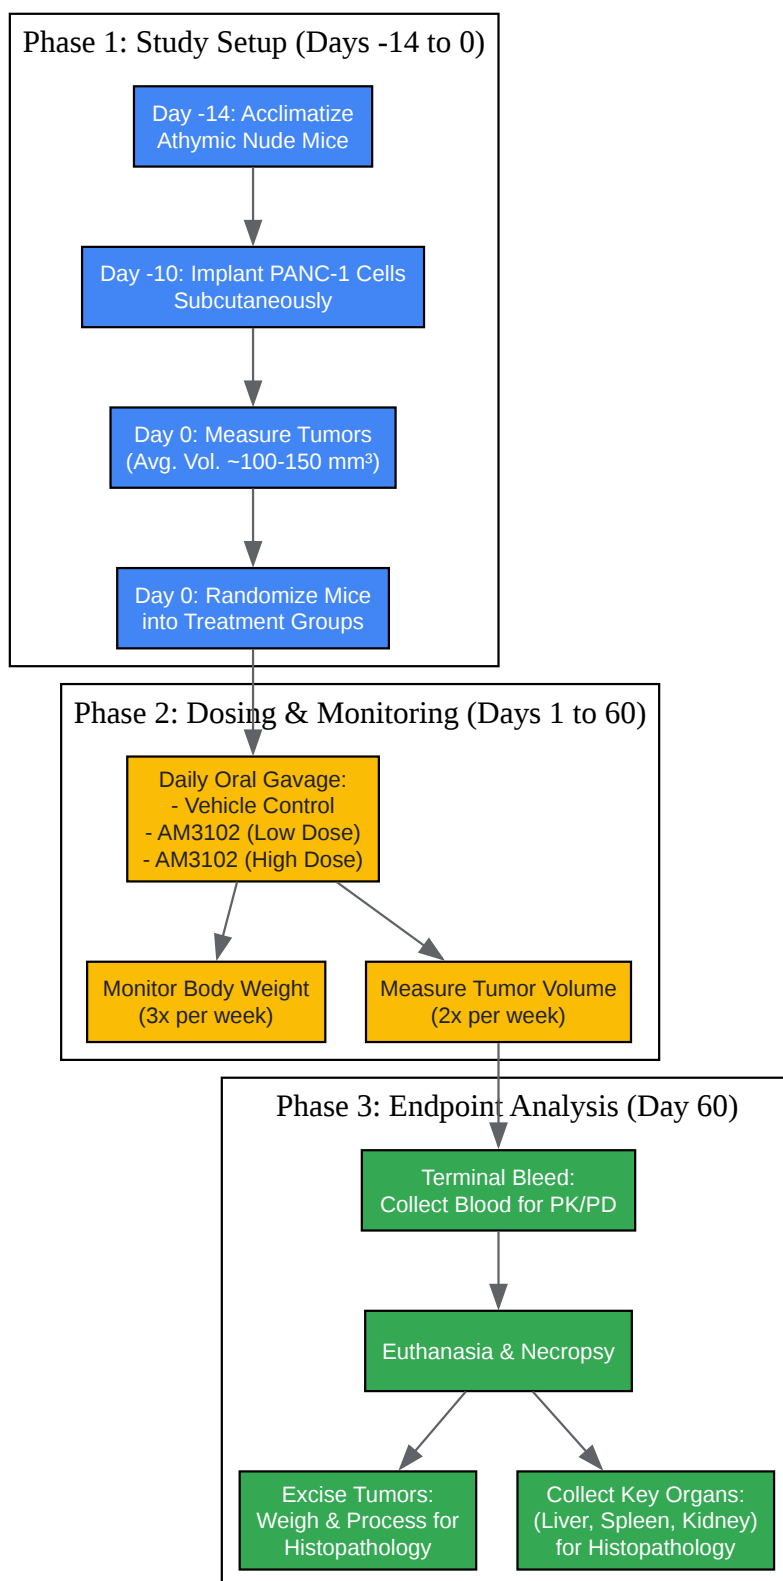 Phase 1: Study Setup (Days -14 to 0)
Day -14: Acclimatize
Athymic Nude Mice
Day -10: Implant PANC-1 Cells
Subcutaneously
Day 0: Measure Tumors
(Avg. Vol. ~100-150 mm³)
Day 0: Randomize Mice
into Treatment Groups
Phase 2: Dosing & Monitoring (Days 1 to 60)
Daily Oral Gavage:
- Vehicle Control
- AM3102 (Low Dose)
- AM3102 (High Dose)
Monitor Body Weight
(3x per week)
Measure Tumor Volume
(2x per week)
Phase 3: Endpoint Analysis (Day 60)
Terminal Bleed:
Collect Blood for PK/PD
Euthanasia & Necropsy
Excise Tumors:
Weigh & Process for
Histopathology
Collect Key Organs:
(Liver, Spleen, Kidney)
for Histopathology